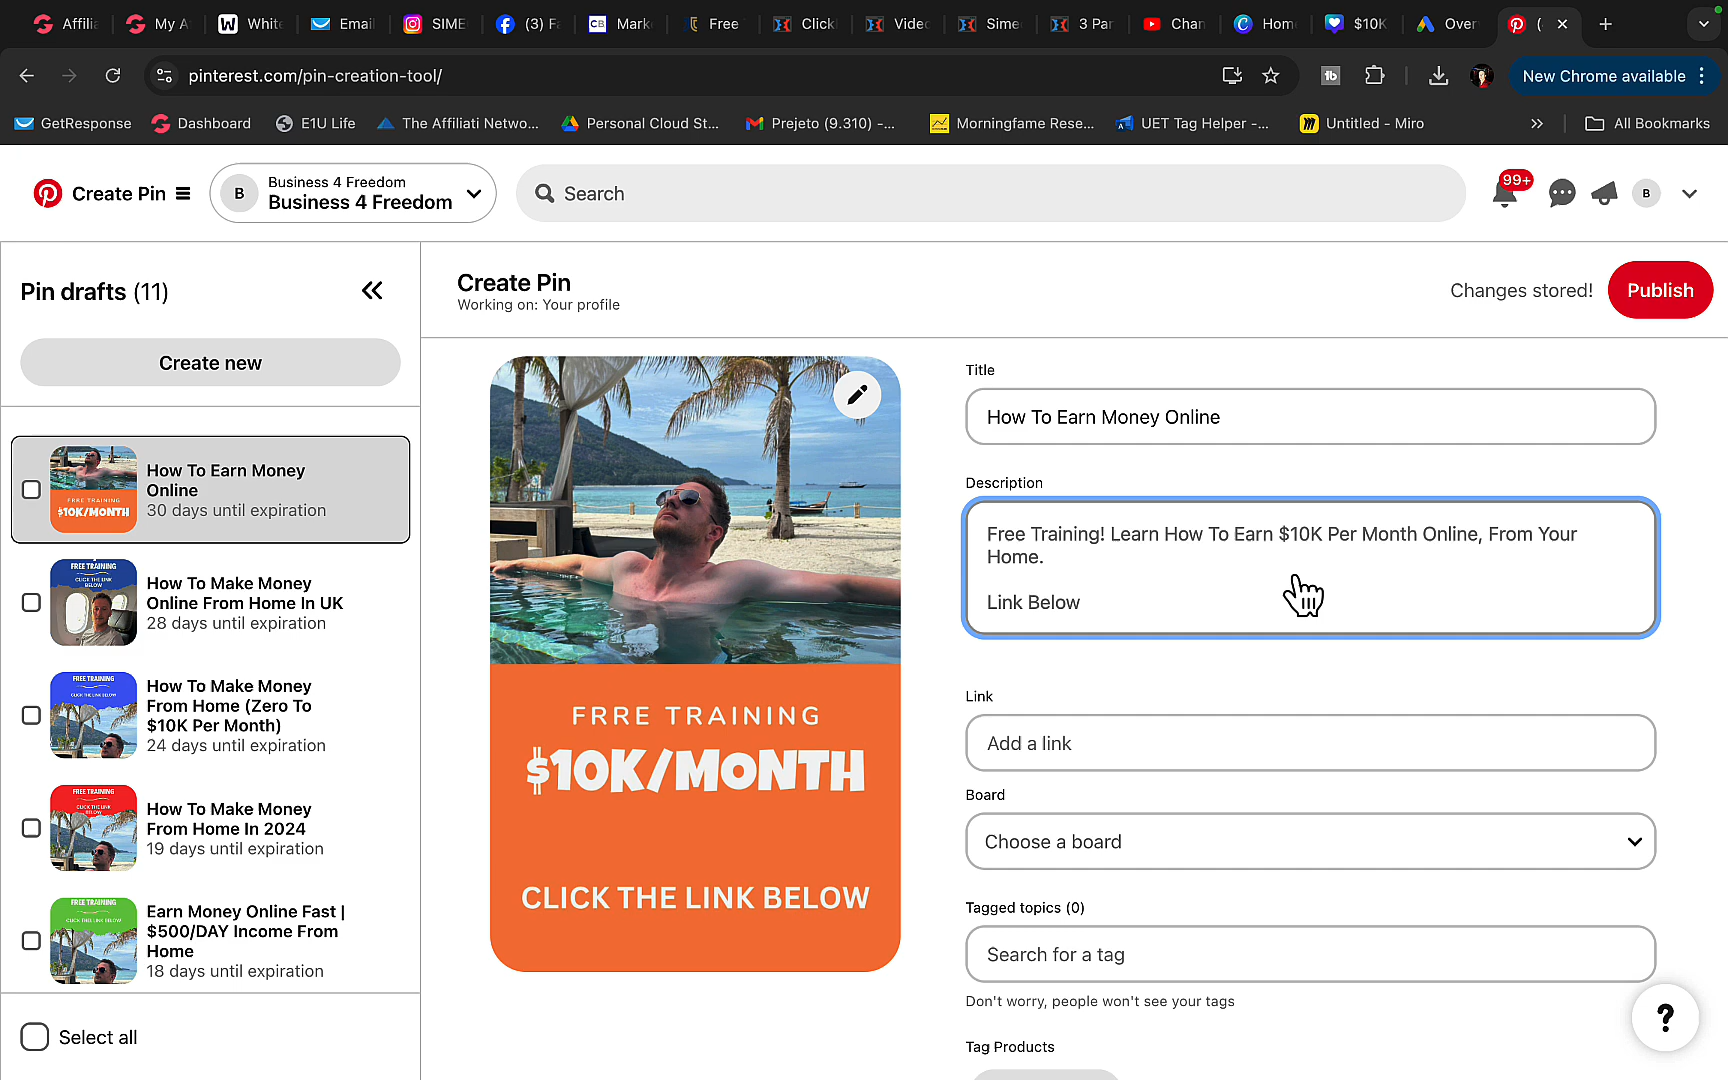 Affilia
My A
White
Email
SIME
(3) Fa
Mark
Free
Click
Video
Sime
3 Par
Chan
Home
$10K
Over
(
pinterest.com/pin-creation-tool/
New Chrome available
GetResponse
Dashboard
E1U Life
The Affiliati Netwo...
Personal Cloud St...
Prejeto (9.310) -...
Morningfame Rese...
UET Tag Helper -...
Untitled - Miro
All Bookmarks
Create Pin
B
Business 4 Freedom
Business 4 Freedom
Search
99+
B
Pin drafts (11)
Create new
How To Earn Money
Online
30 days until expiration
How To Make Money
Online From Home In UK
28 days until expiration
How To Make Money
From Home (Zero To
$10K Per Month)
24 days until expiration
How To Make Money
From Home In 2024
19 days until expiration
Earn Money Online Fast |
$500/DAY Income From
Home
18 days until expiration
Select all
Create Pin
Working on: Your profile
Changes stored!
Publish
FRRE TRAINING
$10K/MONTH
CLICK THE LINK BELOW
Title
How To Earn Money Online
Description
Free Training! Learn How To Earn $10K Per Month Online, From Your
Home.
Link Below
Link
Add a link
Board
Choose a board
Tagged topics (0)
Search for a tag
Don't worry, people won't see your tags
Tag Products
?